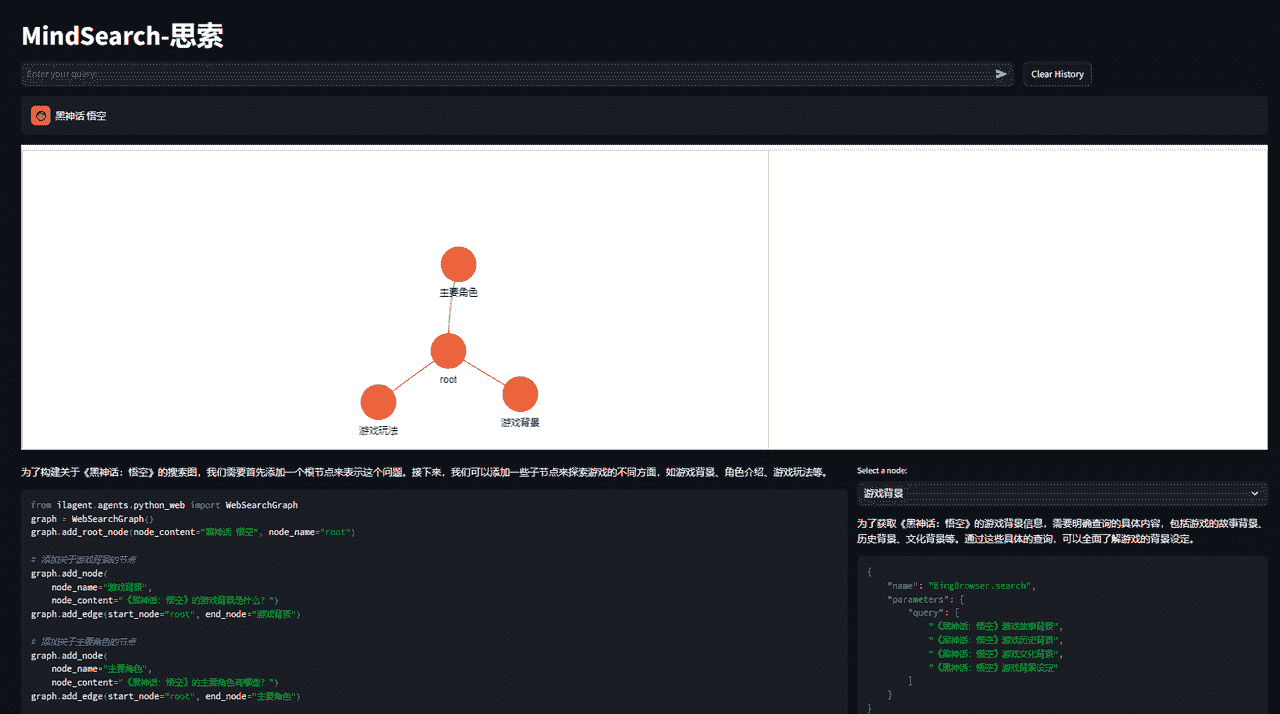 MindSearch-思索
Enter your query:
Clear History
黑神话 悟空
主要角色
root
游戏玩法
游戏背景
为了构建关于《黑神话：悟空》的搜索图，我们需要首先添加一个根节点来表示这个问题。接下来，我们可以添加一些子节点来探索游戏的不同方面，如游戏背景、角色介绍、游戏玩法等。
from ilagent.agents.python_web import WebSearchGraph
graph = WebSearchGraph()
graph.add_root_node(node_content="黑神话 悟空", node_name="root")
# 添加关于游戏背景的节点
graph.add_node(
node_name="游戏背景",
node_content="《黑神话：悟空》的游戏背景是什么？")
graph.add_edge(start_node="root", end_node="游戏背景")
# 添加关于主要角色的节点
graph.add_node(
node_name="主要角色",
node_content="《黑神话：悟空》的主要角色有哪些？")
graph.add_edge(start_node="root", end_node="主要角色")
Select a node:
游戏背景
为了获取《黑神话：悟空》的游戏背景信息，需要明确查询的具体内容，包括游戏的故事背景、
历史背景、文化背景等。通过这些具体的查询，可以全面了解游戏的背景设定。
{
"name": "BingBrowser.search",
"parameters": {
"query": [
"《黑神话：悟空》游戏故事背景",
"《黑神话：悟空》游戏历史背景",
"《黑神话：悟空》游戏文化背景",
"《黑神话：悟空》游戏背景设定"
]
}
}